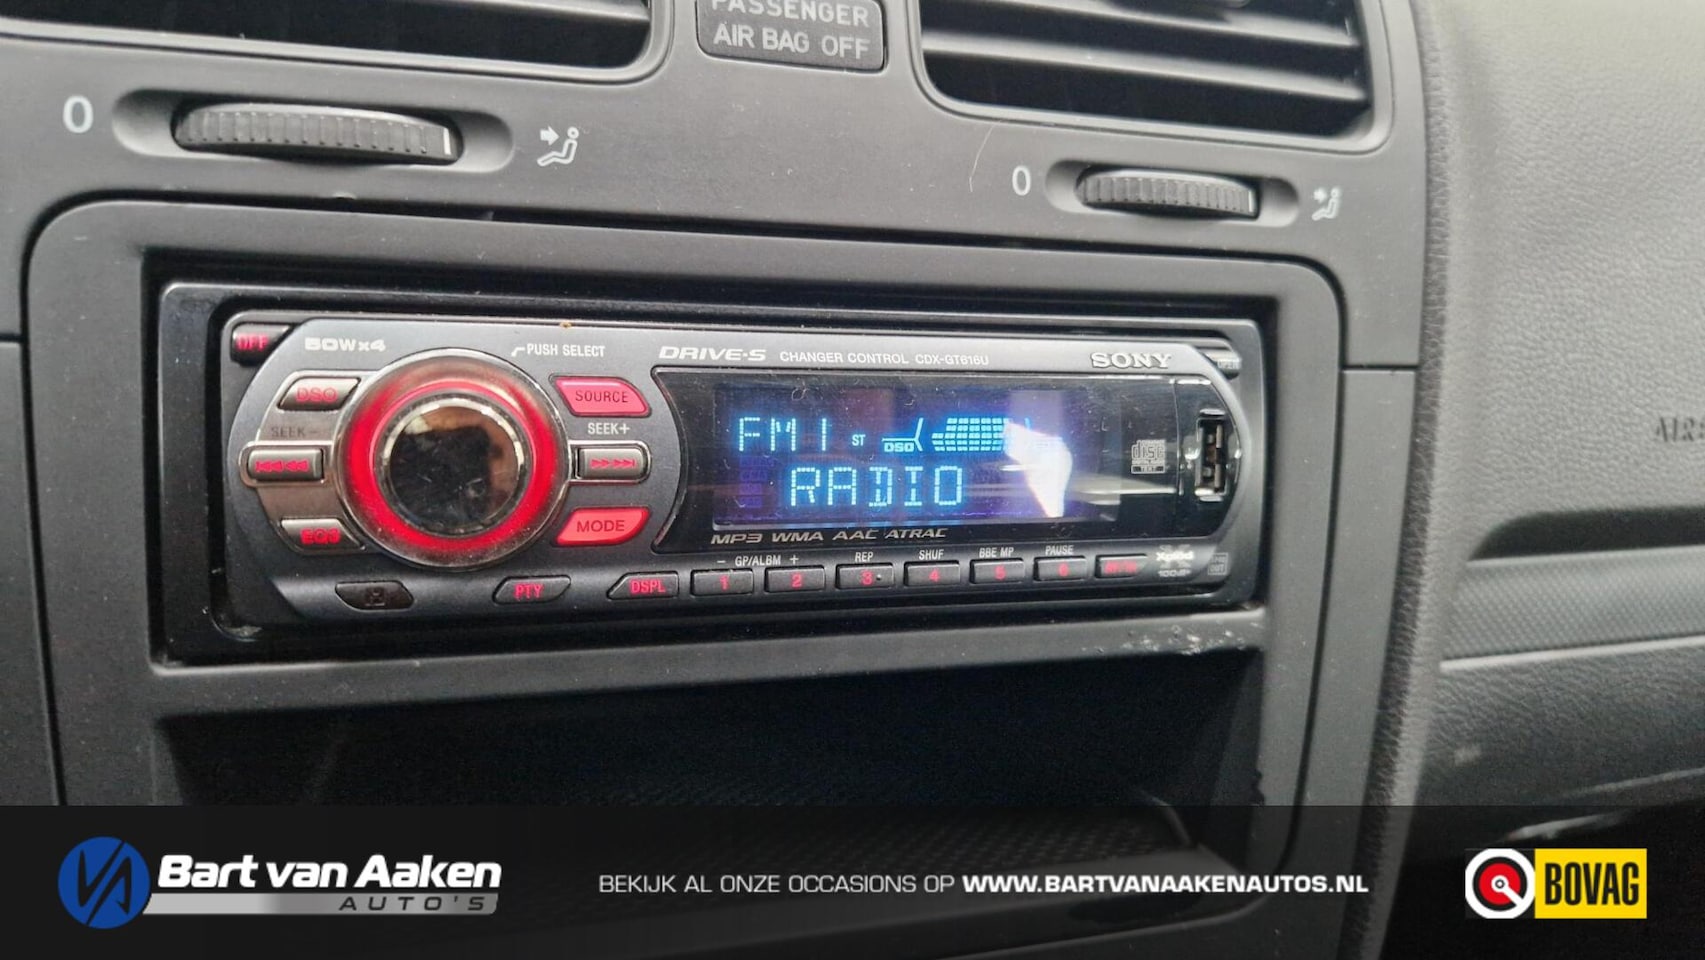 PASSENGER
AIR BAG OFF
0
0
OFF
50Wx4
PUSH SELECT
DRIVE-S CHANGER CONTROL CDX-GT616U
SONY
OPEN
DSO
SOURCE
SEEK-
SEEK+
FM1 ST DSO
RADIO
EQ3
MODE
MP3 WMA AAC ATRAC
- GP/ALBM +
REP
SHUF
BBE MP
PAUSE
PTY
DSPL
1
2
3
4
5
6
Xplod
Bart van Aaken
AUTO'S
BEKIJK AL ONZE OCCASIONS OP WWW.BARTVANAAKENAUTOS.NL
BOVAG